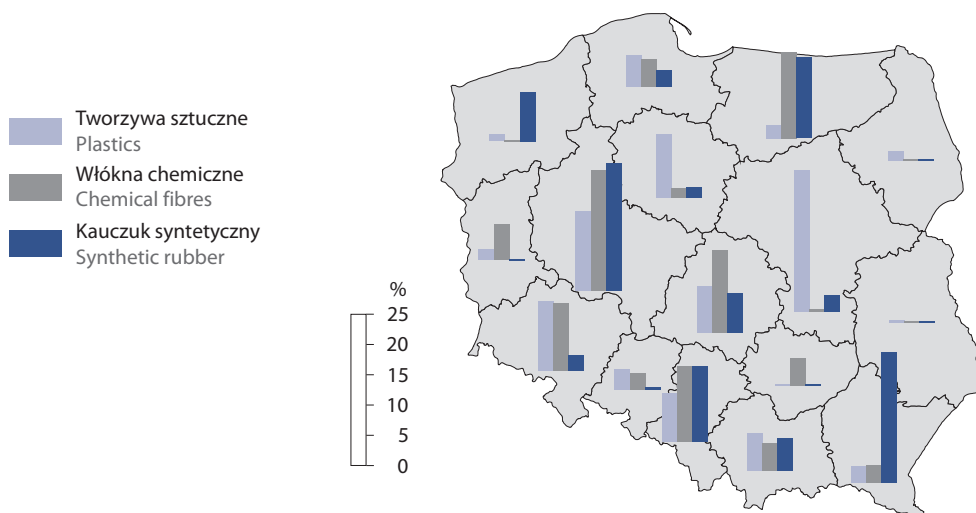 Tworzywa sztuczne
Plastics
Włókna chemiczne
Chemical fibres
Kauczuk syntetyczny
Synthetic rubber
%
25
20
15
10
5
0